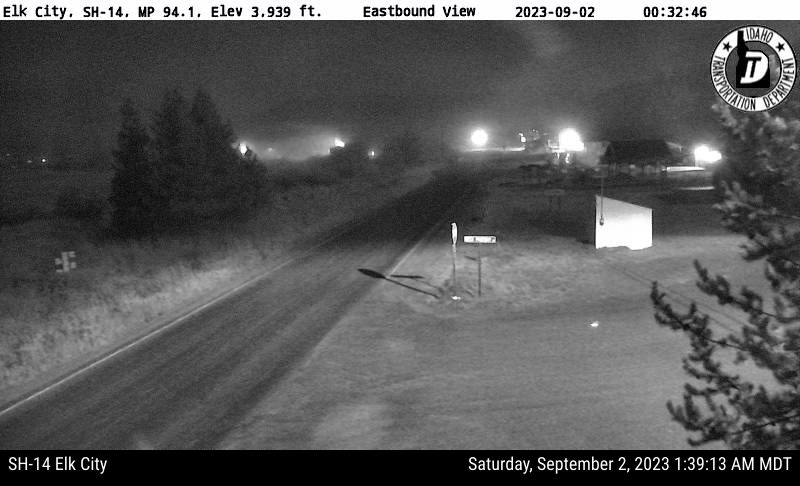 Elk City, SH-14, MP 94.1, Elev 3,939 ft. Eastbound View 2023-09-02 00:32:46
IDAHO
TRANSPORTATION DEPARTMENT
SH-14 Elk City Saturday, September 2, 2023 1:39:13 AM MDT